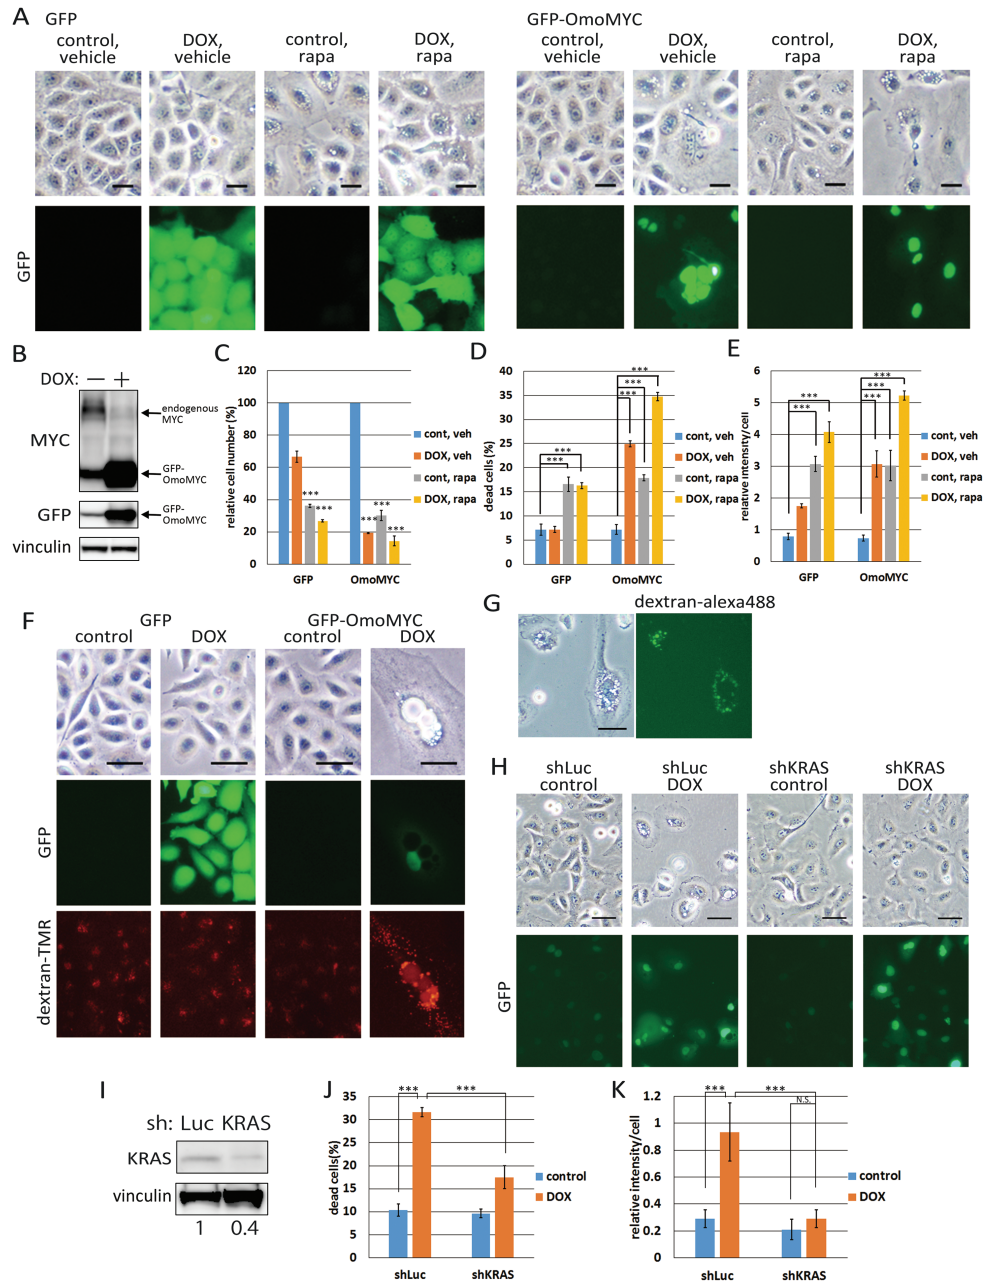 A
GFP
GFP-OmoMYC
control, vehicle
DOX, vehicle
control, rapa
DOX, rapa
control, vehicle
DOX, vehicle
control, rapa
DOX, rapa
GFP
B
DOX: — +
MYC
endogenous MYC
GFP-OmoMYC
GFP
GFP-OmoMYC
vinculin
C
relative cell number (%)
120
100
80
60
40
20
0
***
***
***
***
***
GFP
OmoMYC
cont, veh
DOX, veh
cont, rapa
DOX, rapa
D
dead cells (%)
40
35
30
25
20
15
10
5
0
***
***
***
***
***
GFP
OmoMYC
cont, veh
DOX, veh
cont, rapa
DOX, rapa
E
relative intensity/cell
6
5
4
3
2
1
0
***
***
***
***
***
GFP
OmoMYC
cont, veh
DOX, veh
cont, rapa
DOX, rapa
F
GFP
GFP-OmoMYC
control
DOX
control
DOX
GFP
dextran-TMR
G
dextran-alexa488
H
shLuc control
shLuc DOX
shKRAS control
shKRAS DOX
GFP
I
sh: Luc KRAS
KRAS
vinculin
1 0.4
J
dead cells(%)
35
30
25
20
15
10
5
0
***
***
shLuc
shKRAS
control
DOX
K
relative intensity/cell
1.2
1
0.8
0.6
0.4
0.2
0
***
***
N.S.
shLuc
shKRAS
control
DOX